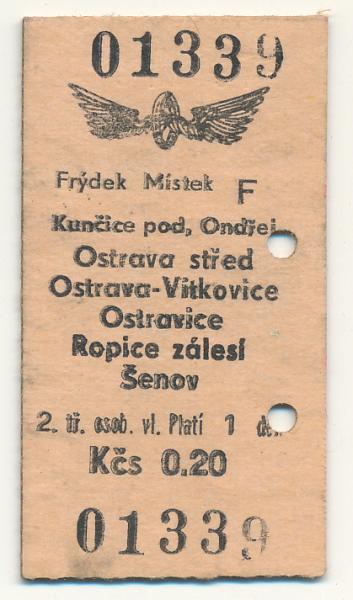 01339
Frýdek Místek F
Kunčice pod, Ondřej
Ostrava střed
Ostrava-Vítkovice
Ostravice
Ropice zálesí
Šenov
2. tř. osob. vl. Platí 1 den
Kčs 0.20
01339